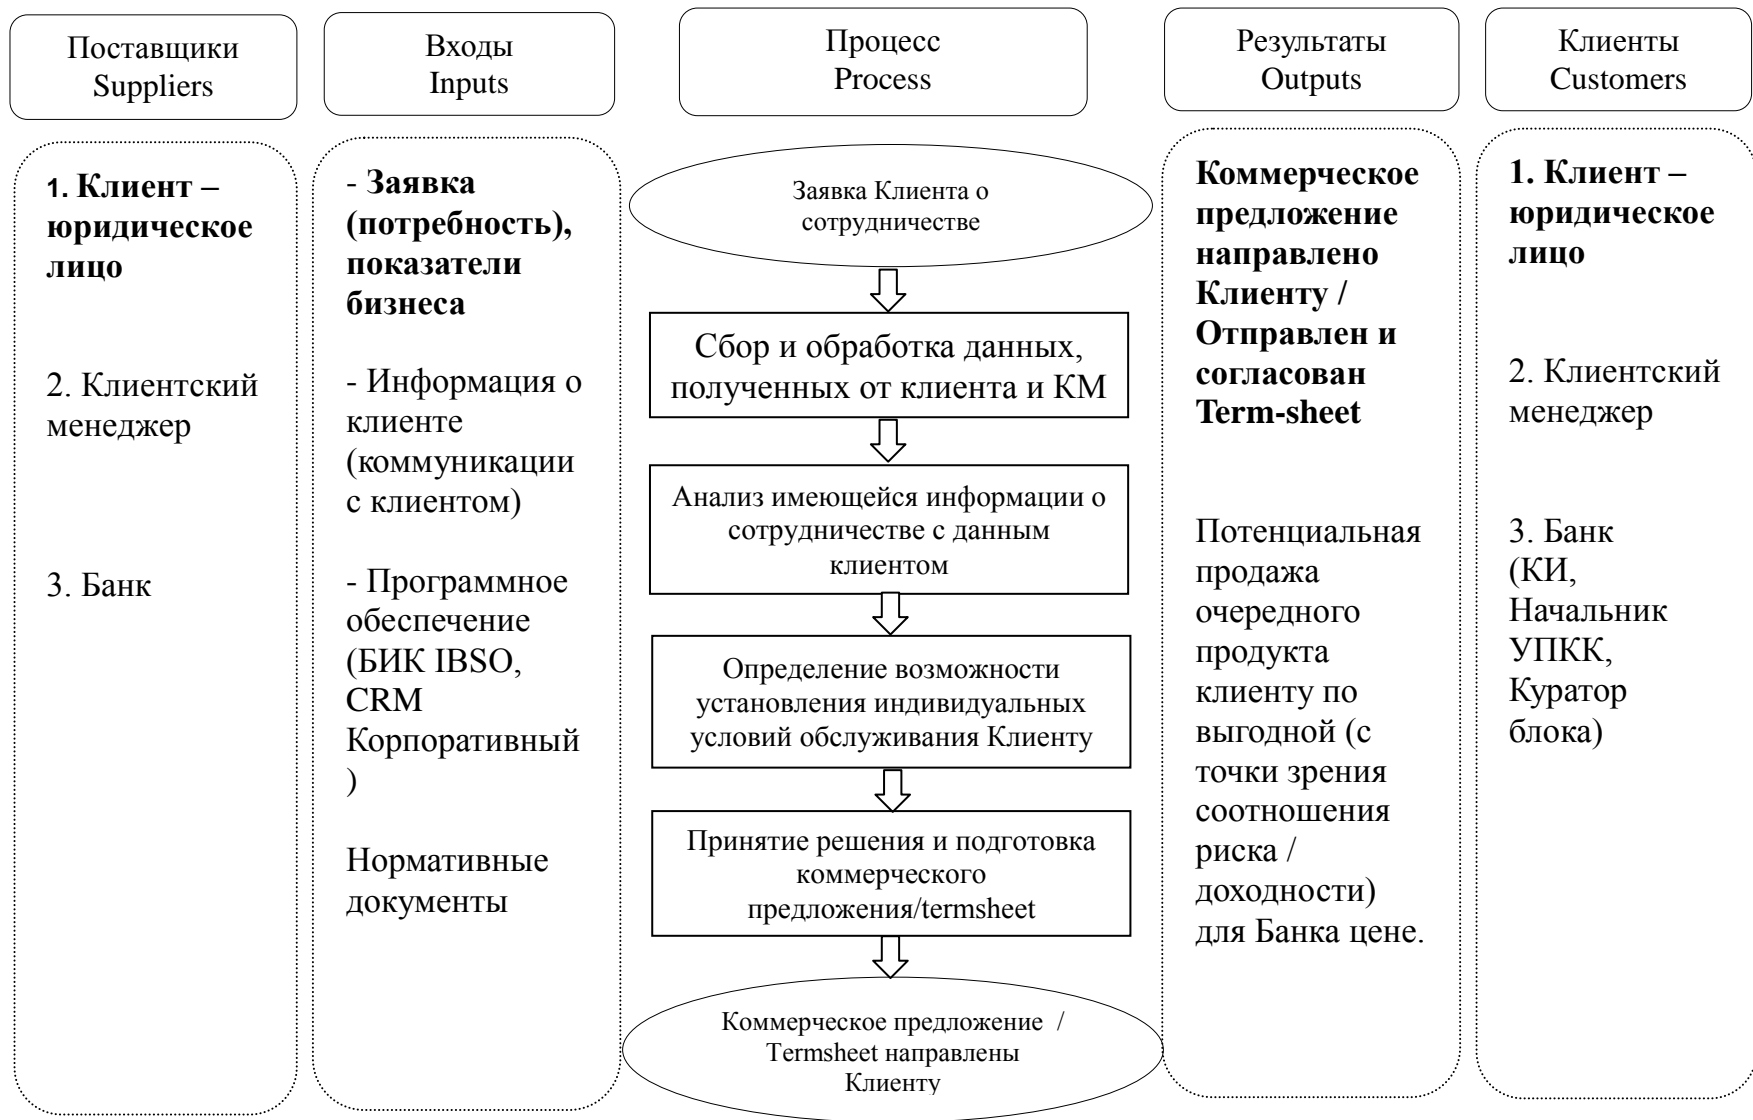 Поставщики
Suppliers
Входы
Inputs
Процесс
Process
Результаты
Outputs
Клиенты
Customers
1. Клиент –
юридическое
лицо
2. Клиентский
менеджер
3. Банк
- Заявка
(потребность),
показатели
бизнеса
- Информация о
клиенте
(коммуникации
с клиентом)
- Программное
обеспечение
(БИК IBSO,
CRM
Корпоративный
)
Нормативные
документы
Заявка Клиента о
сотрудничестве
Сбор и обработка данных,
полученных от клиента и КМ
Анализ имеющейся информации о
сотрудничестве с данным
клиентом
Определение возможности
установления индивидуальных
условий обслуживания Клиенту
Принятие решения и подготовка
коммерческого
предложения/termsheet
Коммерческое предложение /
Termsheet направлены
Клиенту
Коммерческое
предложение
направлено
Клиенту /
Отправлен и
согласован
Term-sheet
Потенциальная
продажа
очередного
продукта
клиенту по
выгодной (с
точки зрения
соотношения
риска /
доходности)
для Банка цене.
1. Клиент –
юридическое
лицо
2. Клиентский
менеджер
3. Банк
(КИ,
Начальник
УПКК,
Куратор
блока)